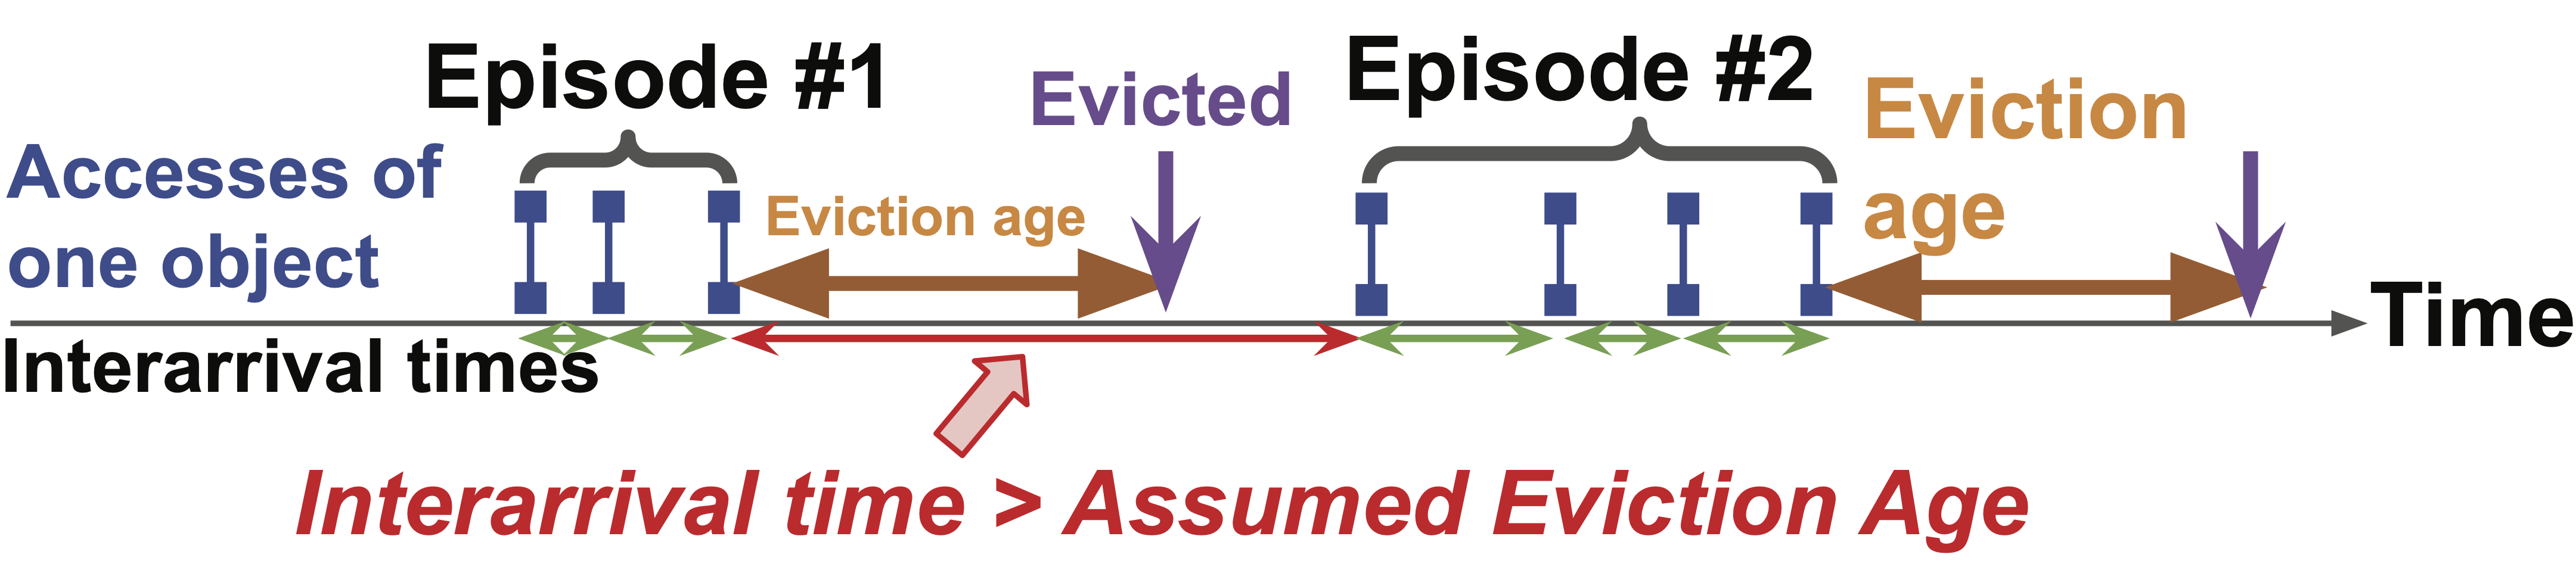 Episode #1
Evicted
Episode #2
Eviction
age
Accesses of
one object
Eviction age
Time
Interarrival times
Interarrival time > Assumed Eviction Age